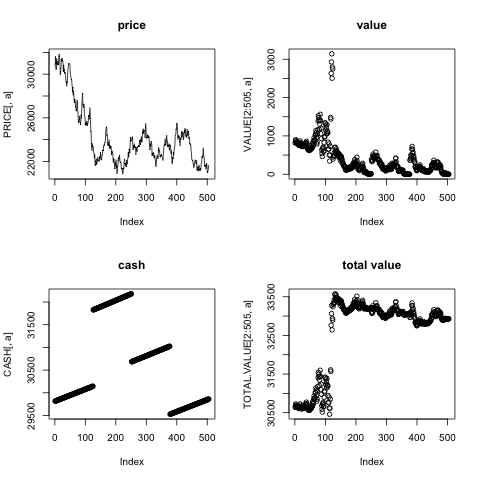 price
PRICE[, a]
22000 26000 30000
0 100 200 300 400 500
Index
value
VALUE[2:505, a]
0 1000 2000 3000
0 100 200 300 400 500
Index
cash
CASH[, a]
29500 30500 31500
0 100 200 300 400 500
Index
total value
TOTAL.VALUE[2:505, a]
30500 31500 32500 33500
0 100 200 300 400 500
Index